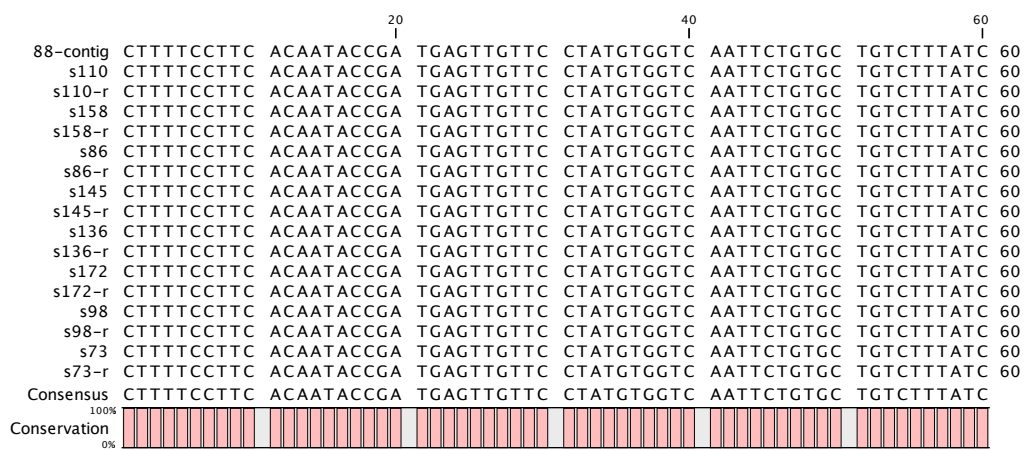 20 40 60
88-contig CTTTTCCTTC ACAATACCGA TGAGTTGTTC CTATGTGGTC AATTCTGTGC TGTCTTTATC 60
s110 CTTTTCCTTC ACAATACCGA TGAGTTGTTC CTATGTGGTC AATTCTGTGC TGTCTTTATC 60
s110-r CTTTTCCTTC ACAATACCGA TGAGTTGTTC CTATGTGGTC AATTCTGTGC TGTCTTTATC 60
s158 CTTTTCCTTC ACAATACCGA TGAGTTGTTC CTATGTGGTC AATTCTGTGC TGTCTTTATC 60
s158-r CTTTTCCTTC ACAATACCGA TGAGTTGTTC CTATGTGGTC AATTCTGTGC TGTCTTTATC 60
s86 CTTTTCCTTC ACAATACCGA TGAGTTGTTC CTATGTGGTC AATTCTGTGC TGTCTTTATC 60
s86-r CTTTTCCTTC ACAATACCGA TGAGTTGTTC CTATGTGGTC AATTCTGTGC TGTCTTTATC 60
s145 CTTTTCCTTC ACAATACCGA TGAGTTGTTC CTATGTGGTC AATTCTGTGC TGTCTTTATC 60
s145-r CTTTTCCTTC ACAATACCGA TGAGTTGTTC CTATGTGGTC AATTCTGTGC TGTCTTTATC 60
s136 CTTTTCCTTC ACAATACCGA TGAGTTGTTC CTATGTGGTC AATTCTGTGC TGTCTTTATC 60
s136-r CTTTTCCTTC ACAATACCGA TGAGTTGTTC CTATGTGGTC AATTCTGTGC TGTCTTTATC 60
s172 CTTTTCCTTC ACAATACCGA TGAGTTGTTC CTATGTGGTC AATTCTGTGC TGTCTTTATC 60
s172-r CTTTTCCTTC ACAATACCGA TGAGTTGTTC CTATGTGGTC AATTCTGTGC TGTCTTTATC 60
s98 CTTTTCCTTC ACAATACCGA TGAGTTGTTC CTATGTGGTC AATTCTGTGC TGTCTTTATC 60
s98-r CTTTTCCTTC ACAATACCGA TGAGTTGTTC CTATGTGGTC AATTCTGTGC TGTCTTTATC 60
s73 CTTTTCCTTC ACAATACCGA TGAGTTGTTC CTATGTGGTC AATTCTGTGC TGTCTTTATC 60
s73-r CTTTTCCTTC ACAATACCGA TGAGTTGTTC CTATGTGGTC AATTCTGTGC TGTCTTTATC 60
Consensus CTTTTCCTTC ACAATACCGA TGAGTTGTTC CTATGTGGTC AATTCTGTGC TGTCTTTATC
100%
Conservation
0%